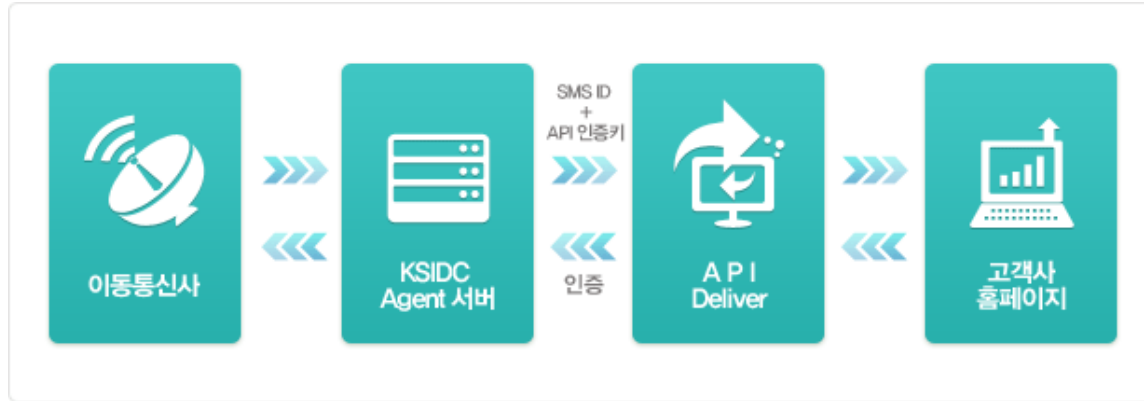 이동통신사
KSIDC
Agent 서버
SMS ID
+
API 인증키
인증
A P I
Deliver
고객사
홈페이지